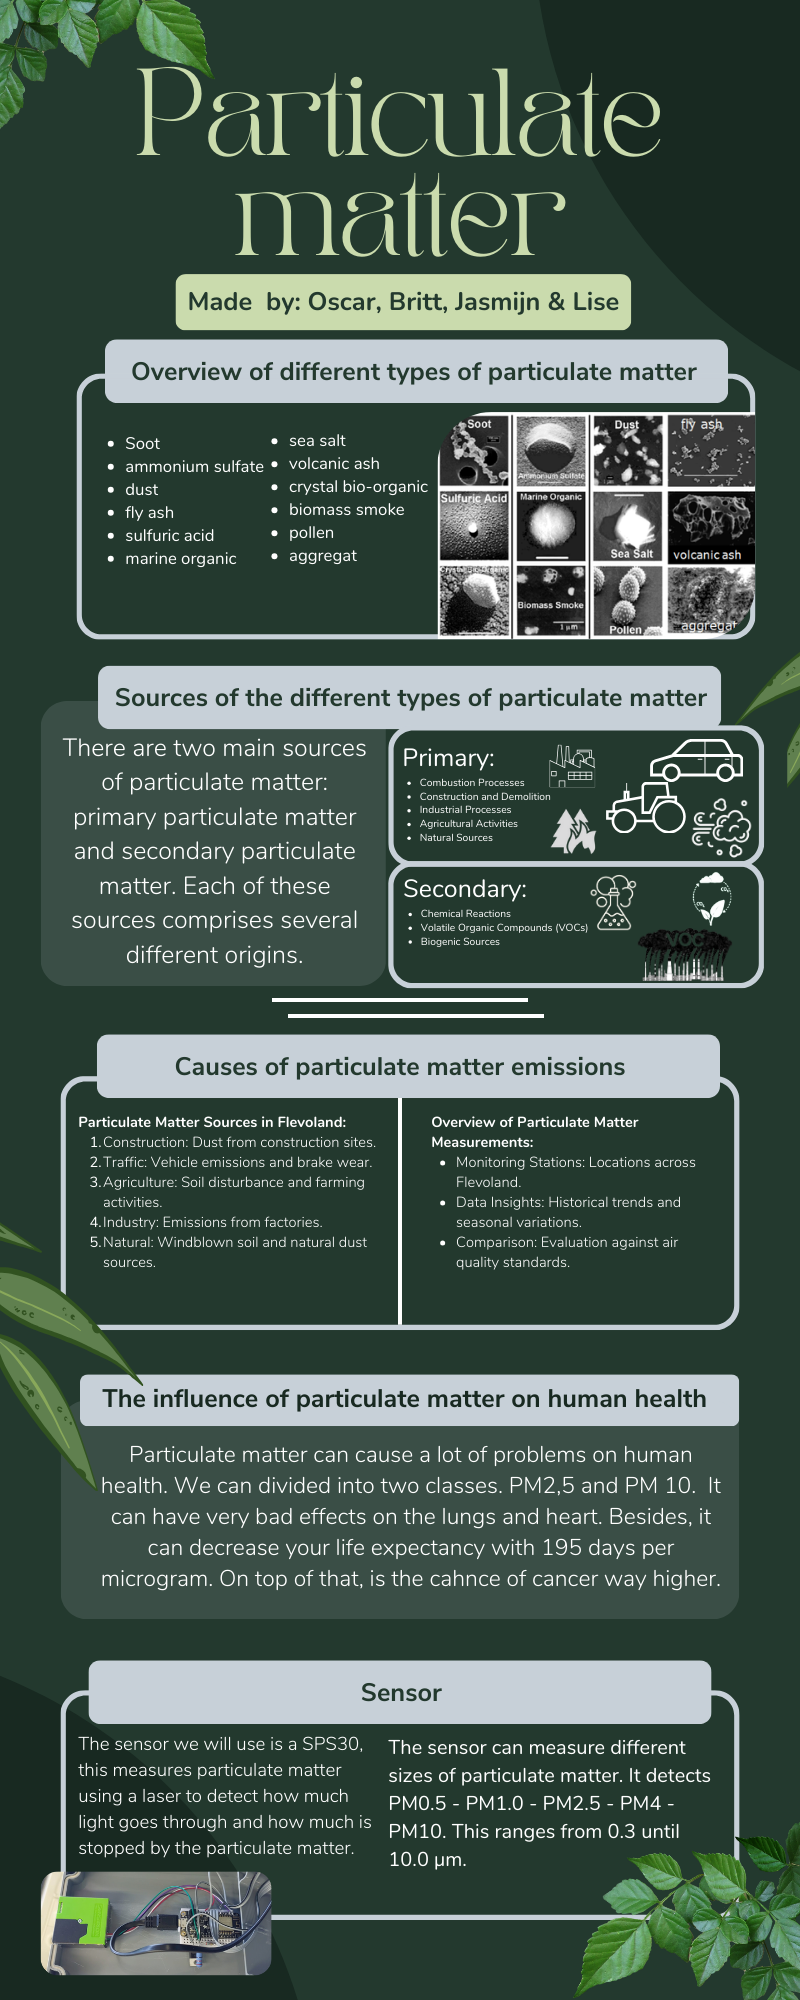 Particulate
matter
Made by: Oscar, Britt, Jasmijn & Lise
Overview of different types of particulate matter
Soot
ammonium sulfate
dust
fly ash
sulfuric acid
marine organic
sea salt
volcanic ash
crystal bio-organic
biomass smoke
pollen
aggregat
Soot
Ammonium Sulfate
Dust
fly ash
Sulfuric Acid
Marine Organic
Sea Salt
volcanic ash
Biomass Smoke
1 µm
Pollen
aggregat
Sources of the different types of particulate matter
There are two main sources
of particulate matter:
primary particulate matter
and secondary particulate
matter. Each of these
sources comprises several
different origins.
Primary:
Combustion Processes
Construction and Demolition
Industrial Processes
Agricultural Activities
Natural Sources
Secondary:
Chemical Reactions
Volatile Organic Compounds (VOCs)
Biogenic Sources
VOC
Causes of particulate matter emissions
Particulate Matter Sources in Flevoland:
1. Construction: Dust from construction sites.
2. Traffic: Vehicle emissions and brake wear.
3. Agriculture: Soil disturbance and farming
activities.
4. Industry: Emissions from factories.
5. Natural: Windblown soil and natural dust
sources.
Overview of Particulate Matter
Measurements:
Monitoring Stations: Locations across
Flevoland.
Data Insights: Historical trends and
seasonal variations.
Comparison: Evaluation against air
quality standards.
The influence of particulate matter on human health
Particulate matter can cause a lot of problems on human
health. We can divided into two classes. PM2,5 and PM 10. It
can have very bad effects on the lungs and heart. Besides, it
can decrease your life expectancy with 195 days per
microgram. On top of that, is the cahnce of cancer way higher.
Sensor
The sensor we will use is a SPS30,
this measures particulate matter
using a laser to detect how much
light goes through and how much is
stopped by the particulate matter.
The sensor can measure different
sizes of particulate matter. It detects
PM0.5 - PM1.0 - PM2.5 - PM4 -
PM10. This ranges from 0.3 until
10.0 µm.